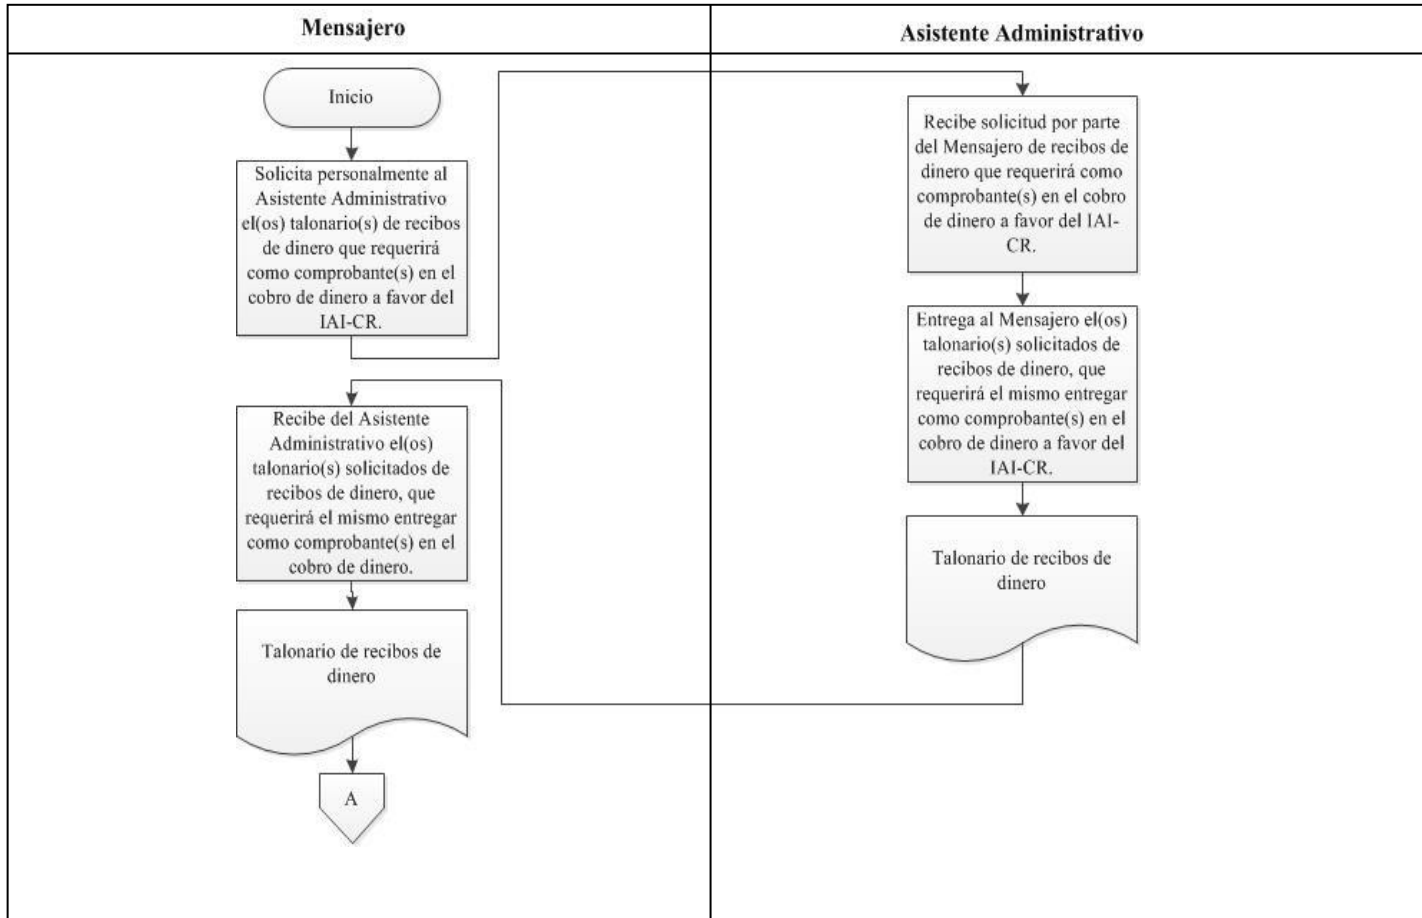 Mensajero
Asistente Administrativo
Inicio
Solicita personalmente al
Asistente Administrativo
el(os) talonario(s) de recibos
de dinero que requerirá
como comprobante(s) en el
cobro de dinero a favor del
IAI-CR.
Recibe solicitud por parte
del Mensajero de recibos de
dinero que requerirá como
comprobante(s) en el cobro
de dinero a favor del IAI-
CR.
Entrega al Mensajero el(os)
talonario(s) solicitados de
recibos de dinero, que
requerirá el mismo entregar
como comprobante(s) en el
cobro de dinero a favor del
IAI-CR.
Talonario de recibos de
dinero
Recibe del Asistente
Administrativo el(os)
talonario(s) solicitados de
recibos de dinero, que
requerirá el mismo entregar
como comprobante(s) en el
cobro de dinero.
Talonario de recibos de
dinero
A